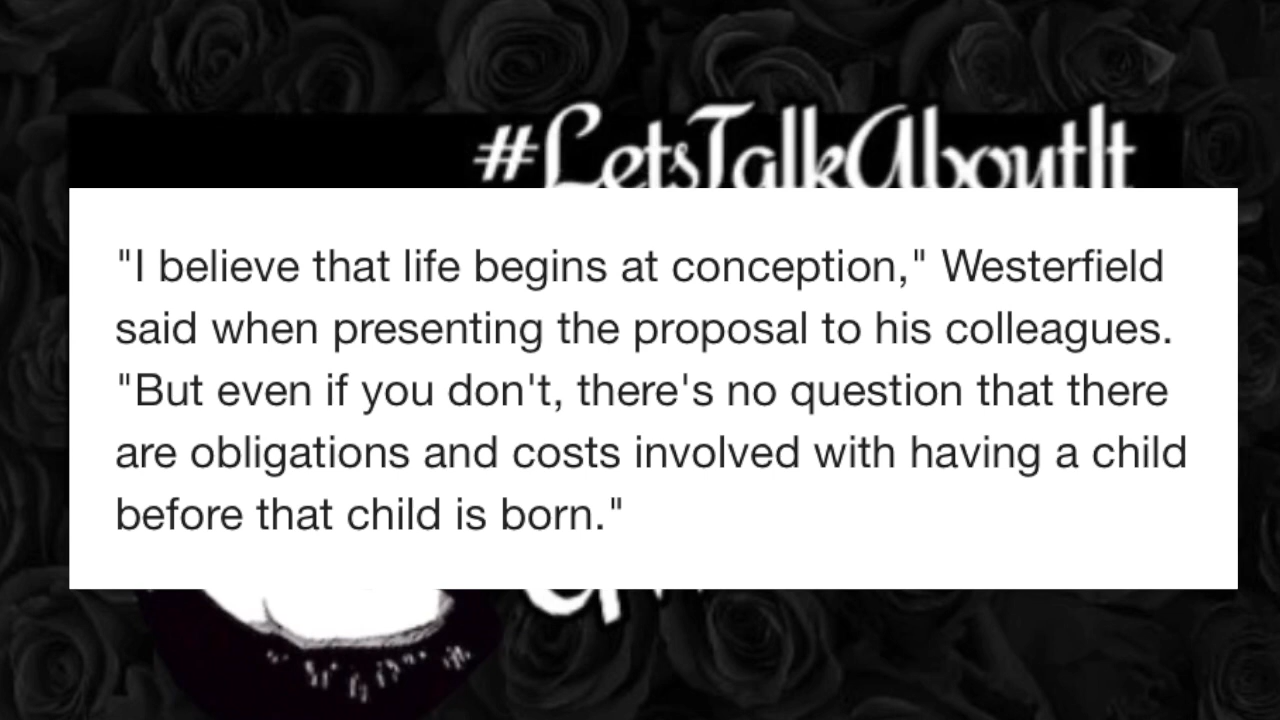 #LetsTalkAboutIt
"I believe that life begins at conception," Westerfield
said when presenting the proposal to his colleagues.
"But even if you don't, there's no question that there
are obligations and costs involved with having a child
before that child is born."